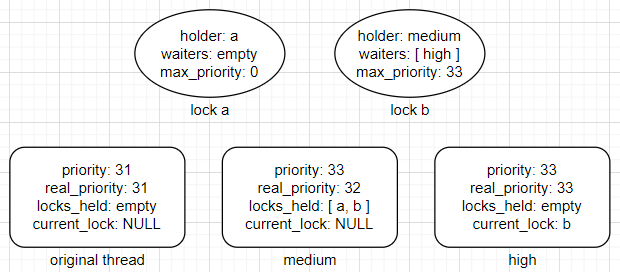 holder: a
waiters: empty
max_priority: 0
lock a
holder: medium
waiters: [ high ]
max_priority: 33
lock b
priority: 31
real_priority: 31
locks_held: empty
current_lock: NULL
original thread
priority: 33
real_priority: 32
locks_held: [ a, b ]
current_lock: NULL
medium
priority: 33
real_priority: 33
locks_held: empty
current_lock: b
high